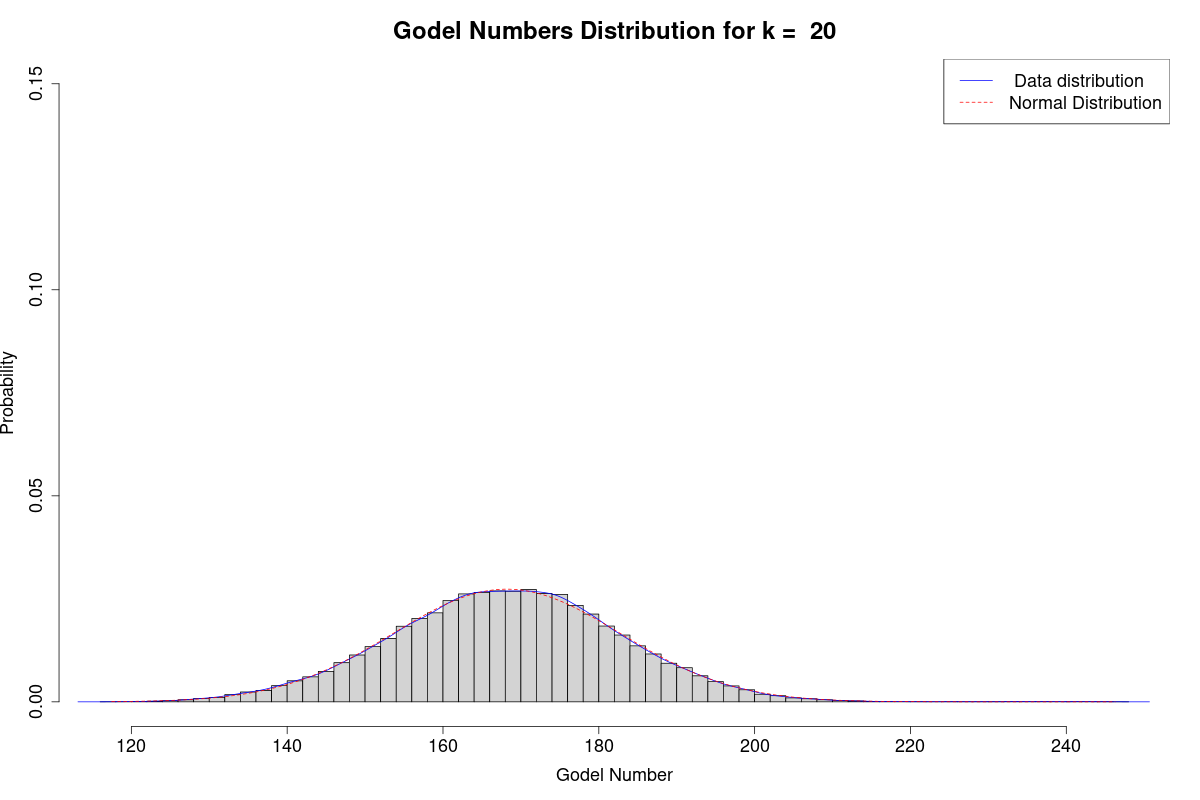 Godel Numbers Distribution for k =  20
Data distribution
Normal Distribution
Probability
0.15
0.10
0.05
0.00
120 140 160 180 200 220 240
Godel Number